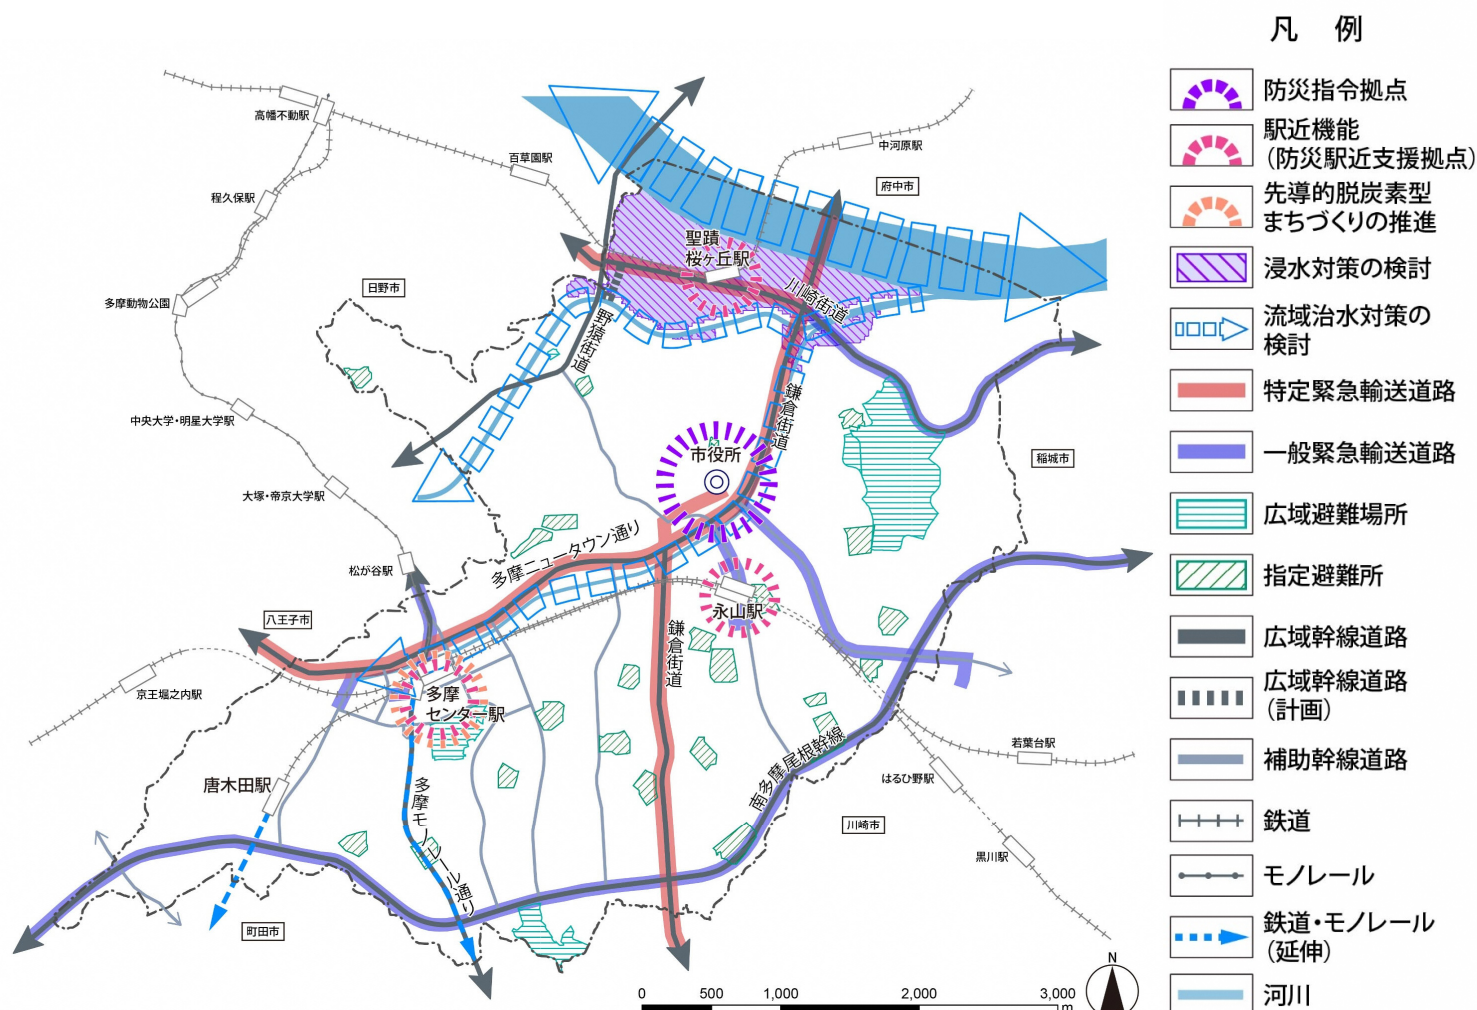 凡 例
防災指令拠点
駅近機能
(防災駅近支援拠点)
先導的脱炭素型
まちづくりの推進
浸水対策の検討
流域治水対策の
検討
特定緊急輸送道路
一般緊急輸送道路
広域避難場所
指定避難所
広域幹線道路
広域幹線道路
(計画)
補助幹線道路
鉄道
モノレール
鉄道・モノレール
(延伸)
河川
高幡不動駅
百草園駅
中河原駅
府中市
程久保駅
聖蹟
桜ヶ丘駅
日野市
多摩動物公園
川崎街道
野猿街道
中央大学・明星大学駅
鎌倉街道
市役所
稲城市
大塚・帝京大学駅
多摩ニュータウン通り
松が谷駅
永山駅
八王子市
鎌倉街道
京王堀之内駅
多摩
センター駅
唐木田駅
南多摩尾根幹線
若葉台駅
はるひ野駅
多摩モノレール通り
川崎市
黒川駅
町田市
N
0 500 1,000 2,000 3,000
m